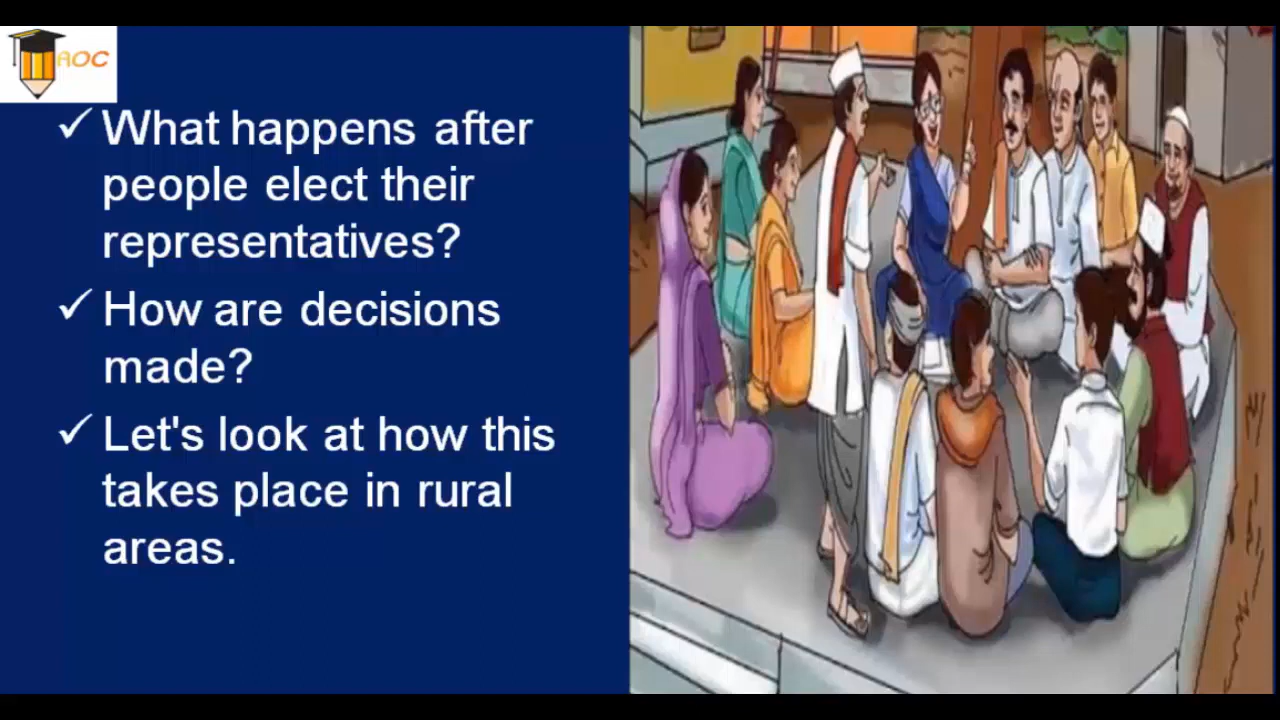 AOC
✓ What happens after
people elect their
representatives?
✓ How are decisions
made?
✓ Let's look at how this
takes place in rural
areas.